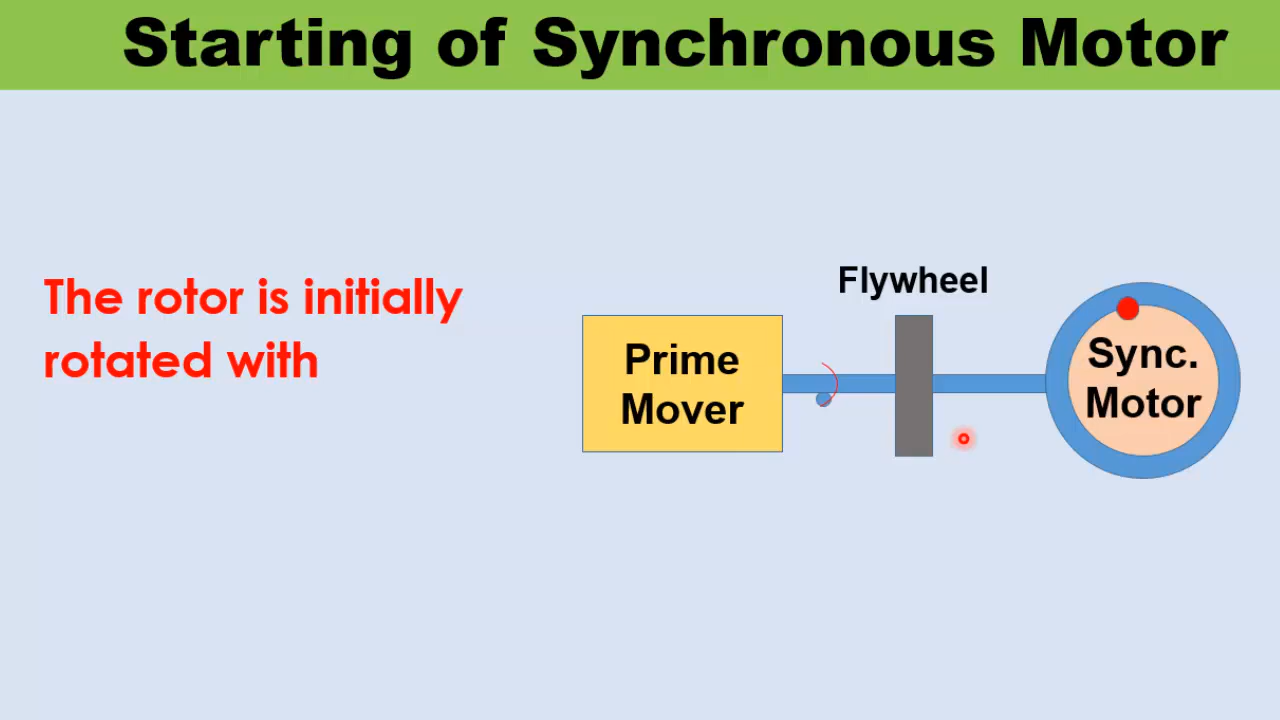 Starting of Synchronous Motor
The rotor is initially
rotated with
Flywheel
Prime
Mover
Sync.
Motor